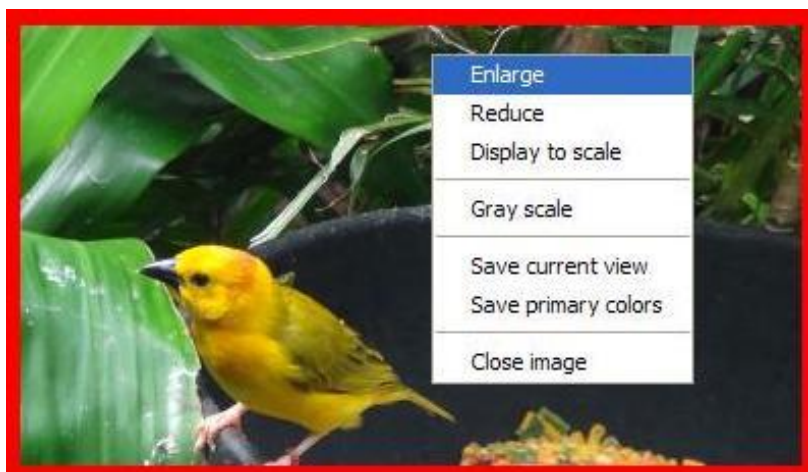 Enlarge
Reduce
Display to scale
Gray scale
Save current view
Save primary colors
Close image